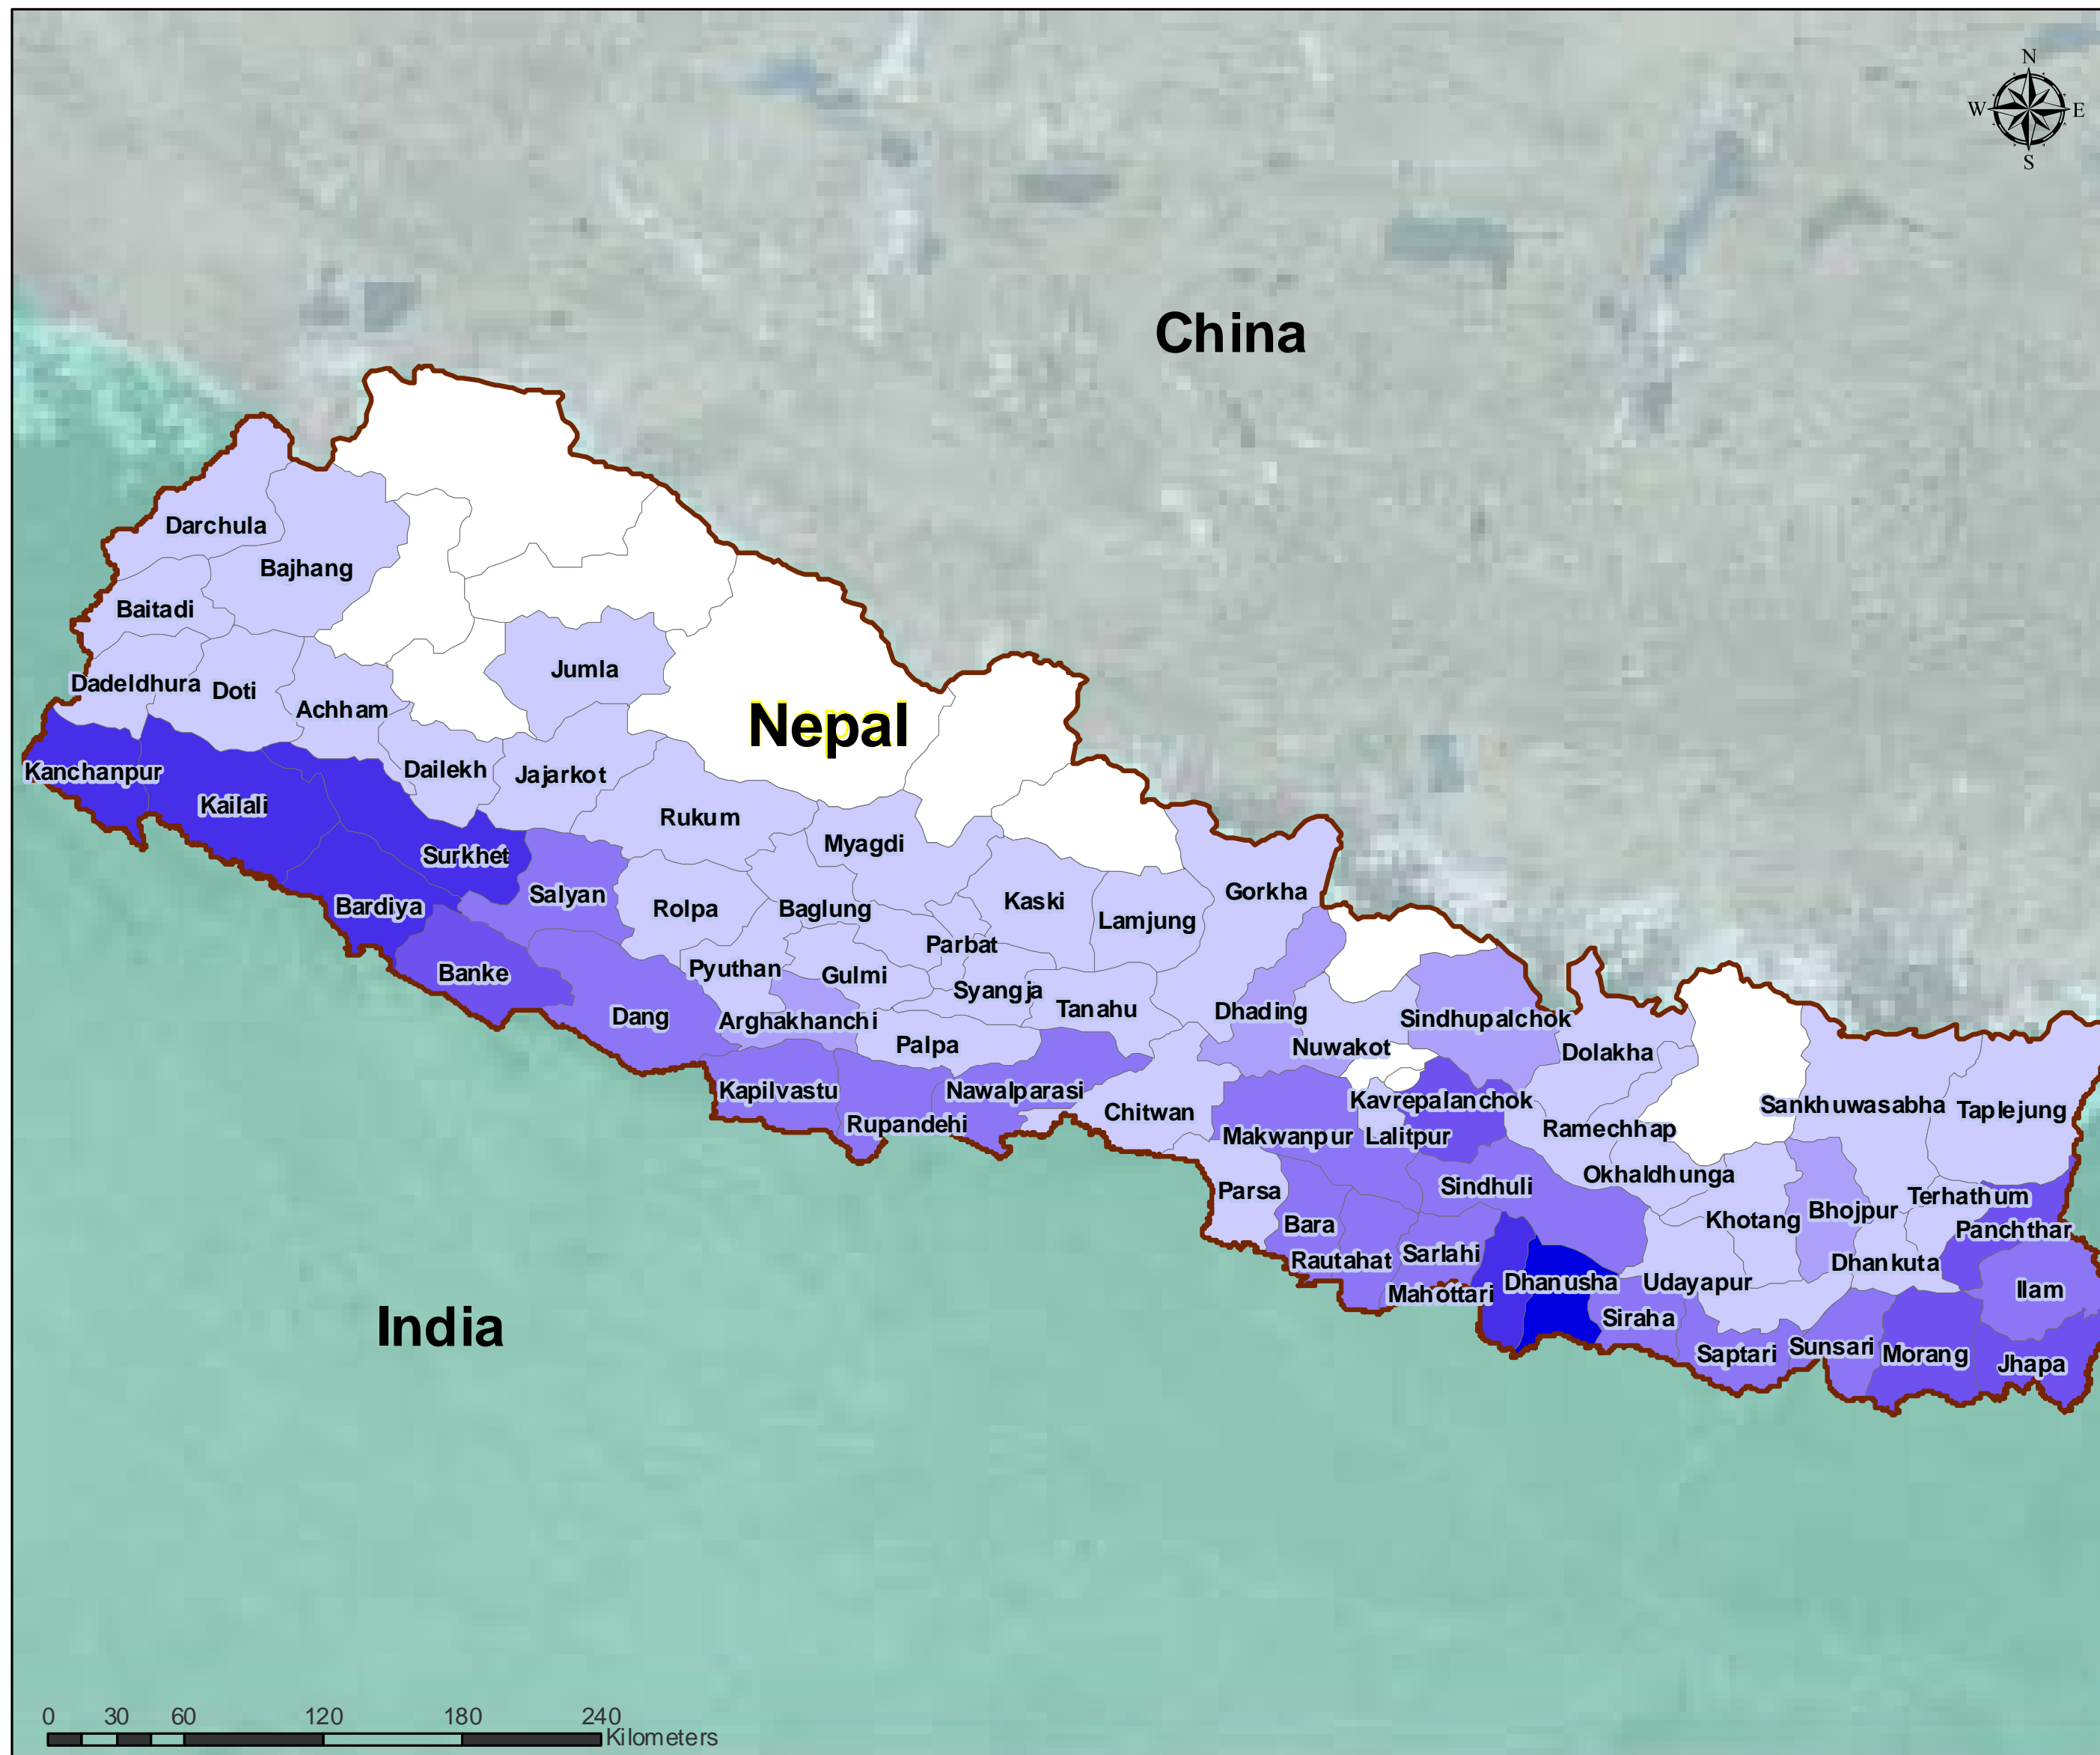 N
W E
S
China
Darchula
Bajhang
Baitadi
Jumla
Dadeldhura
Doti
Achham
Nepal
Kanchanpur
Dailekh
Jajarkot
Kailali
Rukum
Myagdi
Surkhet
Salyan
Gorkha
Kaski
Bardiya
Rolpa
Baglung
Lamjung
Parbat
Banke
Pyuthan
Gulmi
Syangja
Tanahu
Dhading
Dang
Arghakhanchi
Sindhupalchok
Palpa
Nuwakot
Dolakha
Kapilvastu
Nawalparasi
Kavrepalanchok
Sankhuwasabha
Taplejung
Chitwan
Rupandehi
Ramechhap
Makwanpur
Lalitpur
Okhaldhunga
Parsa
Sindhuli
Terhathum
Bhojpur
Khotang
Bara
Panchthar
Sarlahi
Rautahat
Dhankuta
Dhanusha
Udayapur
Ilam
Mahottari
Siraha
India
Saptari
Sunsari
Morang
Jhapa
0 30 60 120 180 240
Kilometers